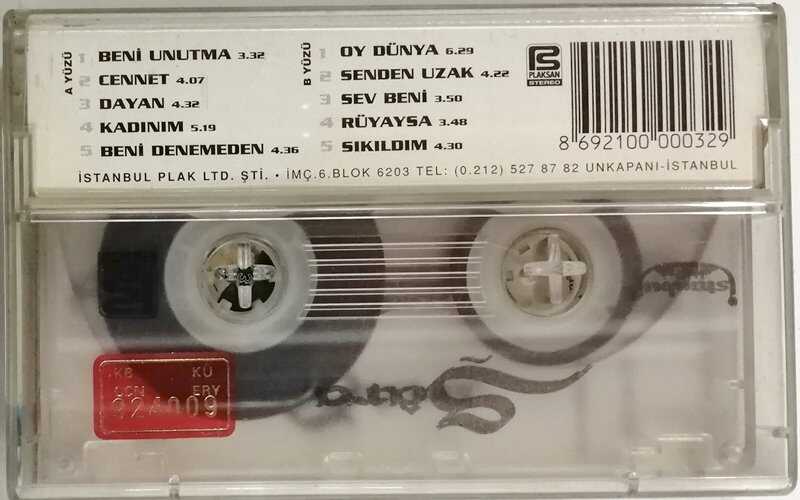 A YÜZÜ
1 BENİ UNUTMA 3.32
2 CENNET 4.07
3 DAYAN 4.32
4 KADINIM 5.19
5 BENİ DENEMEDEN 4.36
B YÜZÜ
1 OY DÜNYA 6.29
2 SENDEN UZAK 4.22
3 SEV BENİ 3.50
4 RÜYAYSA 3.48
5 SIKILDIM 4.30
PLAKSAN
STEREO
8 692100 000329
İSTANBUL PLAK LTD. ŞTİ. • İMÇ.6.BLOK 6203 TEL: (0.212) 527 87 82 UNKAPANI-İSTANBUL
KB KÜ
ERY
924009